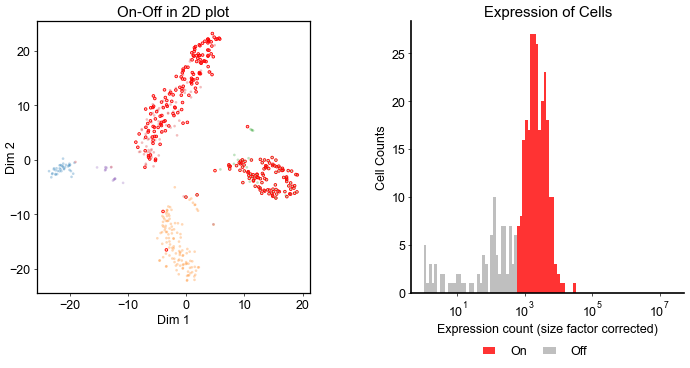 On-Off in 2D plot
20
10
0
−10
−20
−20 −10 0 10 20
Dim 1
Dim 2
Expression of Cells
25
20
15
10
5
0
10^1 10^3 10^5 10^7
Expression count (size factor corrected)
Cell Counts
On Off